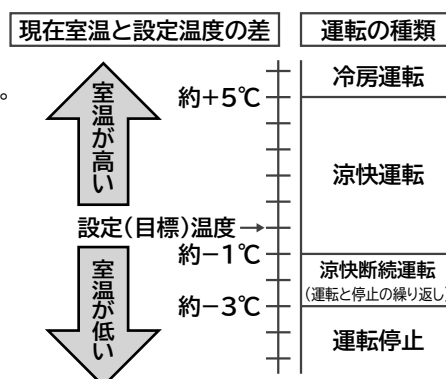 現在室温と設定温度の差
運転の種類
。
室温が高い
約+5℃
冷房運転
涼快運転
設定(目標)温度→
約−1℃
涼快断続運転
(運転と停止の繰り返し)
室温が低い
約−3℃
運転停止